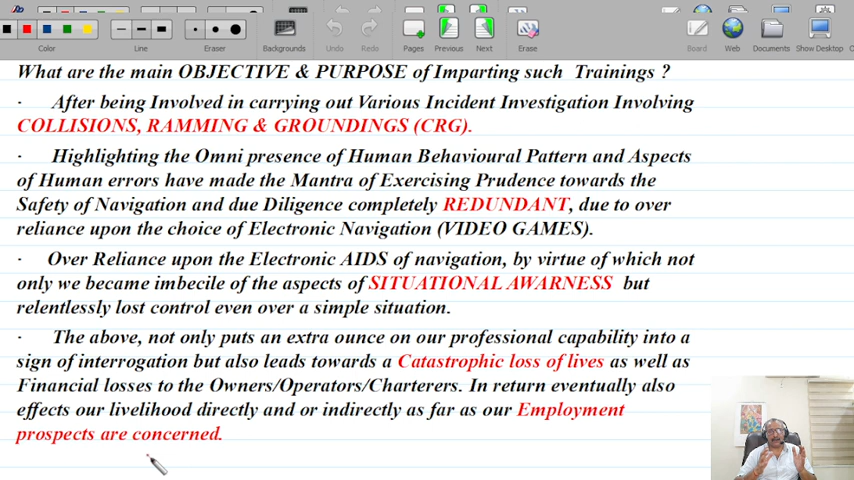 Color
Line
Eraser
Backgrounds
Undo
Redo
Pages
Previous
Next
Erase
Board
Web
Documents
Show Desktop
What are the main OBJECTIVE & PURPOSE of Imparting such Trainings ?
· After being Involved in carrying out Various Incident Investigation Involving
COLLISIONS, RAMMING & GROUNDINGS (CRG).
· Highlighting the Omni presence of Human Behavioural Pattern and Aspects
of Human errors have made the Mantra of Exercising Prudence towards the
Safety of Navigation and due Diligence completely REDUNDANT, due to over
reliance upon the choice of Electronic Navigation (VIDEO GAMES).
· Over Reliance upon the Electronic AIDS of navigation, by virtue of which not
only we became imbecile of the aspects of SITUATIONAL AWARNESS but
relentlessly lost control even over a simple situation.
· The above, not only puts an extra ounce on our professional capability into a
sign of interrogation but also leads towards a Catastrophic loss of lives as well as
Financial losses to the Owners/Operators/Charterers. In return eventually also
effects our livelihood directly and or indirectly as far as our Employment
prospects are concerned.